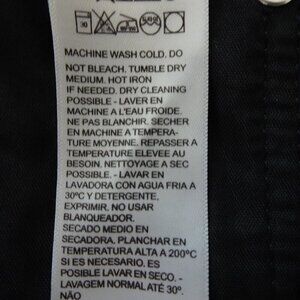 MACHINE WASH COLD. DO
NOT BLEACH. TUMBLE DRY
MEDIUM. HOT IRON
IF NEEDED. DRY CLEANING
POSSIBLE - LAVER EN
MACHINE A L'EAU FROIDE.
NE PAS BLANCHIR. SECHER
EN MACHINE A TEMPERA-
TURE MOYENNE. REPASSER A
TEMPERATURE ELEVEE AU
BESOIN. NETTOYAGE A SEC
POSSIBLE. - LAVAR EN
LAVADORA CON AGUA FRIA A
30ºC Y DETERGENTE.
EXPRIMIR. NO USAR
BLANQUEADOR.
SECADO MEDIO EN
SECADORA, PLANCHAR EN
TEMPERATURA ALTA A 200ºC
SI ES NECESARIO. ES
POSIBLE LAVAR EN SECO. -
LAVAGEM NORMAL ATÉ 30º.
NÃO